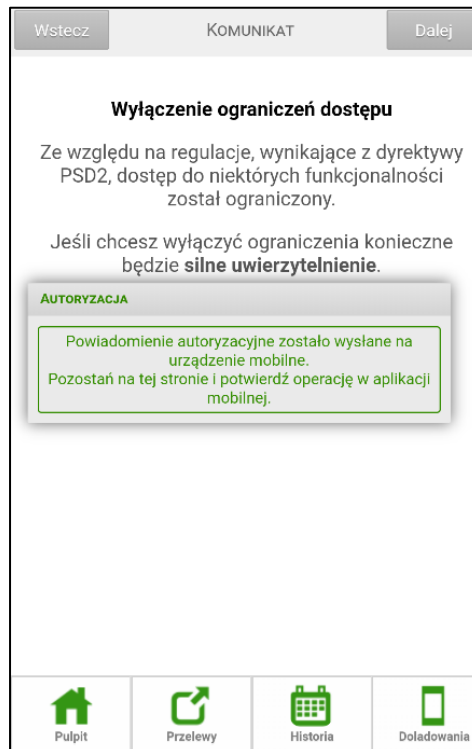 Wstecz
KOMUNIKAT
Dalej
Wyłączenie ograniczeń dostępu
Ze względu na regulacje, wynikające z dyrektywy
PSD2, dostęp do niektórych funkcjonalności
został ograniczony.
Jeśli chcesz wyłączyć ograniczenia konieczne
będzie silne uwierzytelnienie.
AUTORYZACJA
Powiadomienie autoryzacyjne zostało wysłane na
urządzenie mobilne.
Pozostań na tej stronie i potwierdź operację w aplikacji
mobilnej.
Pulpit
Przelewy
Historia
Doladowania